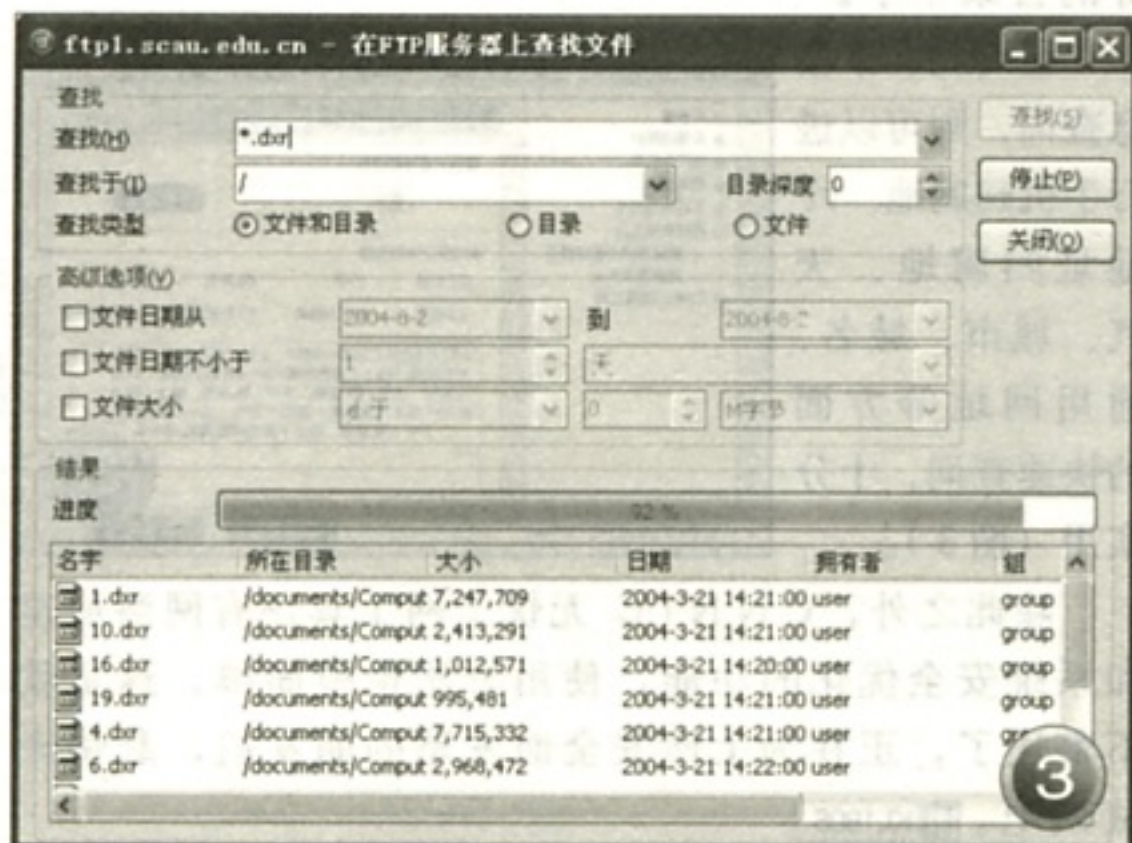 ftp1.scau.edu.cn - 在FTP服务器上查找文件
查找
查找(H) *.dxr 查找(S)
查找于(I) / 目录深度 0 停止(P)
查找类型 文件和目录 目录 文件 关闭(O)
高级选项(Y)
文件日期从 2004-8-2 到 2004-8-2
文件日期不小于 1 天
文件大小 0 M字节
结果
进度 92 %
名字 所在目录 大小 日期 拥有者 组
1.dxr /documents/Comput 7,247,709 2004-3-21 14:21:00 user group
10.dxr /documents/Comput 2,413,291 2004-3-21 14:21:00 user group
16.dxr /documents/Comput 1,012,571 2004-3-21 14:20:00 user group
19.dxr /documents/Comput 995,481 2004-3-21 14:21:00 user group
4.dxr /documents/Comput 7,715,332 2004-3-21 14:21:00 user
6.dxr /documents/Comput 2,968,472 2004-3-21 14:22:00 user
3